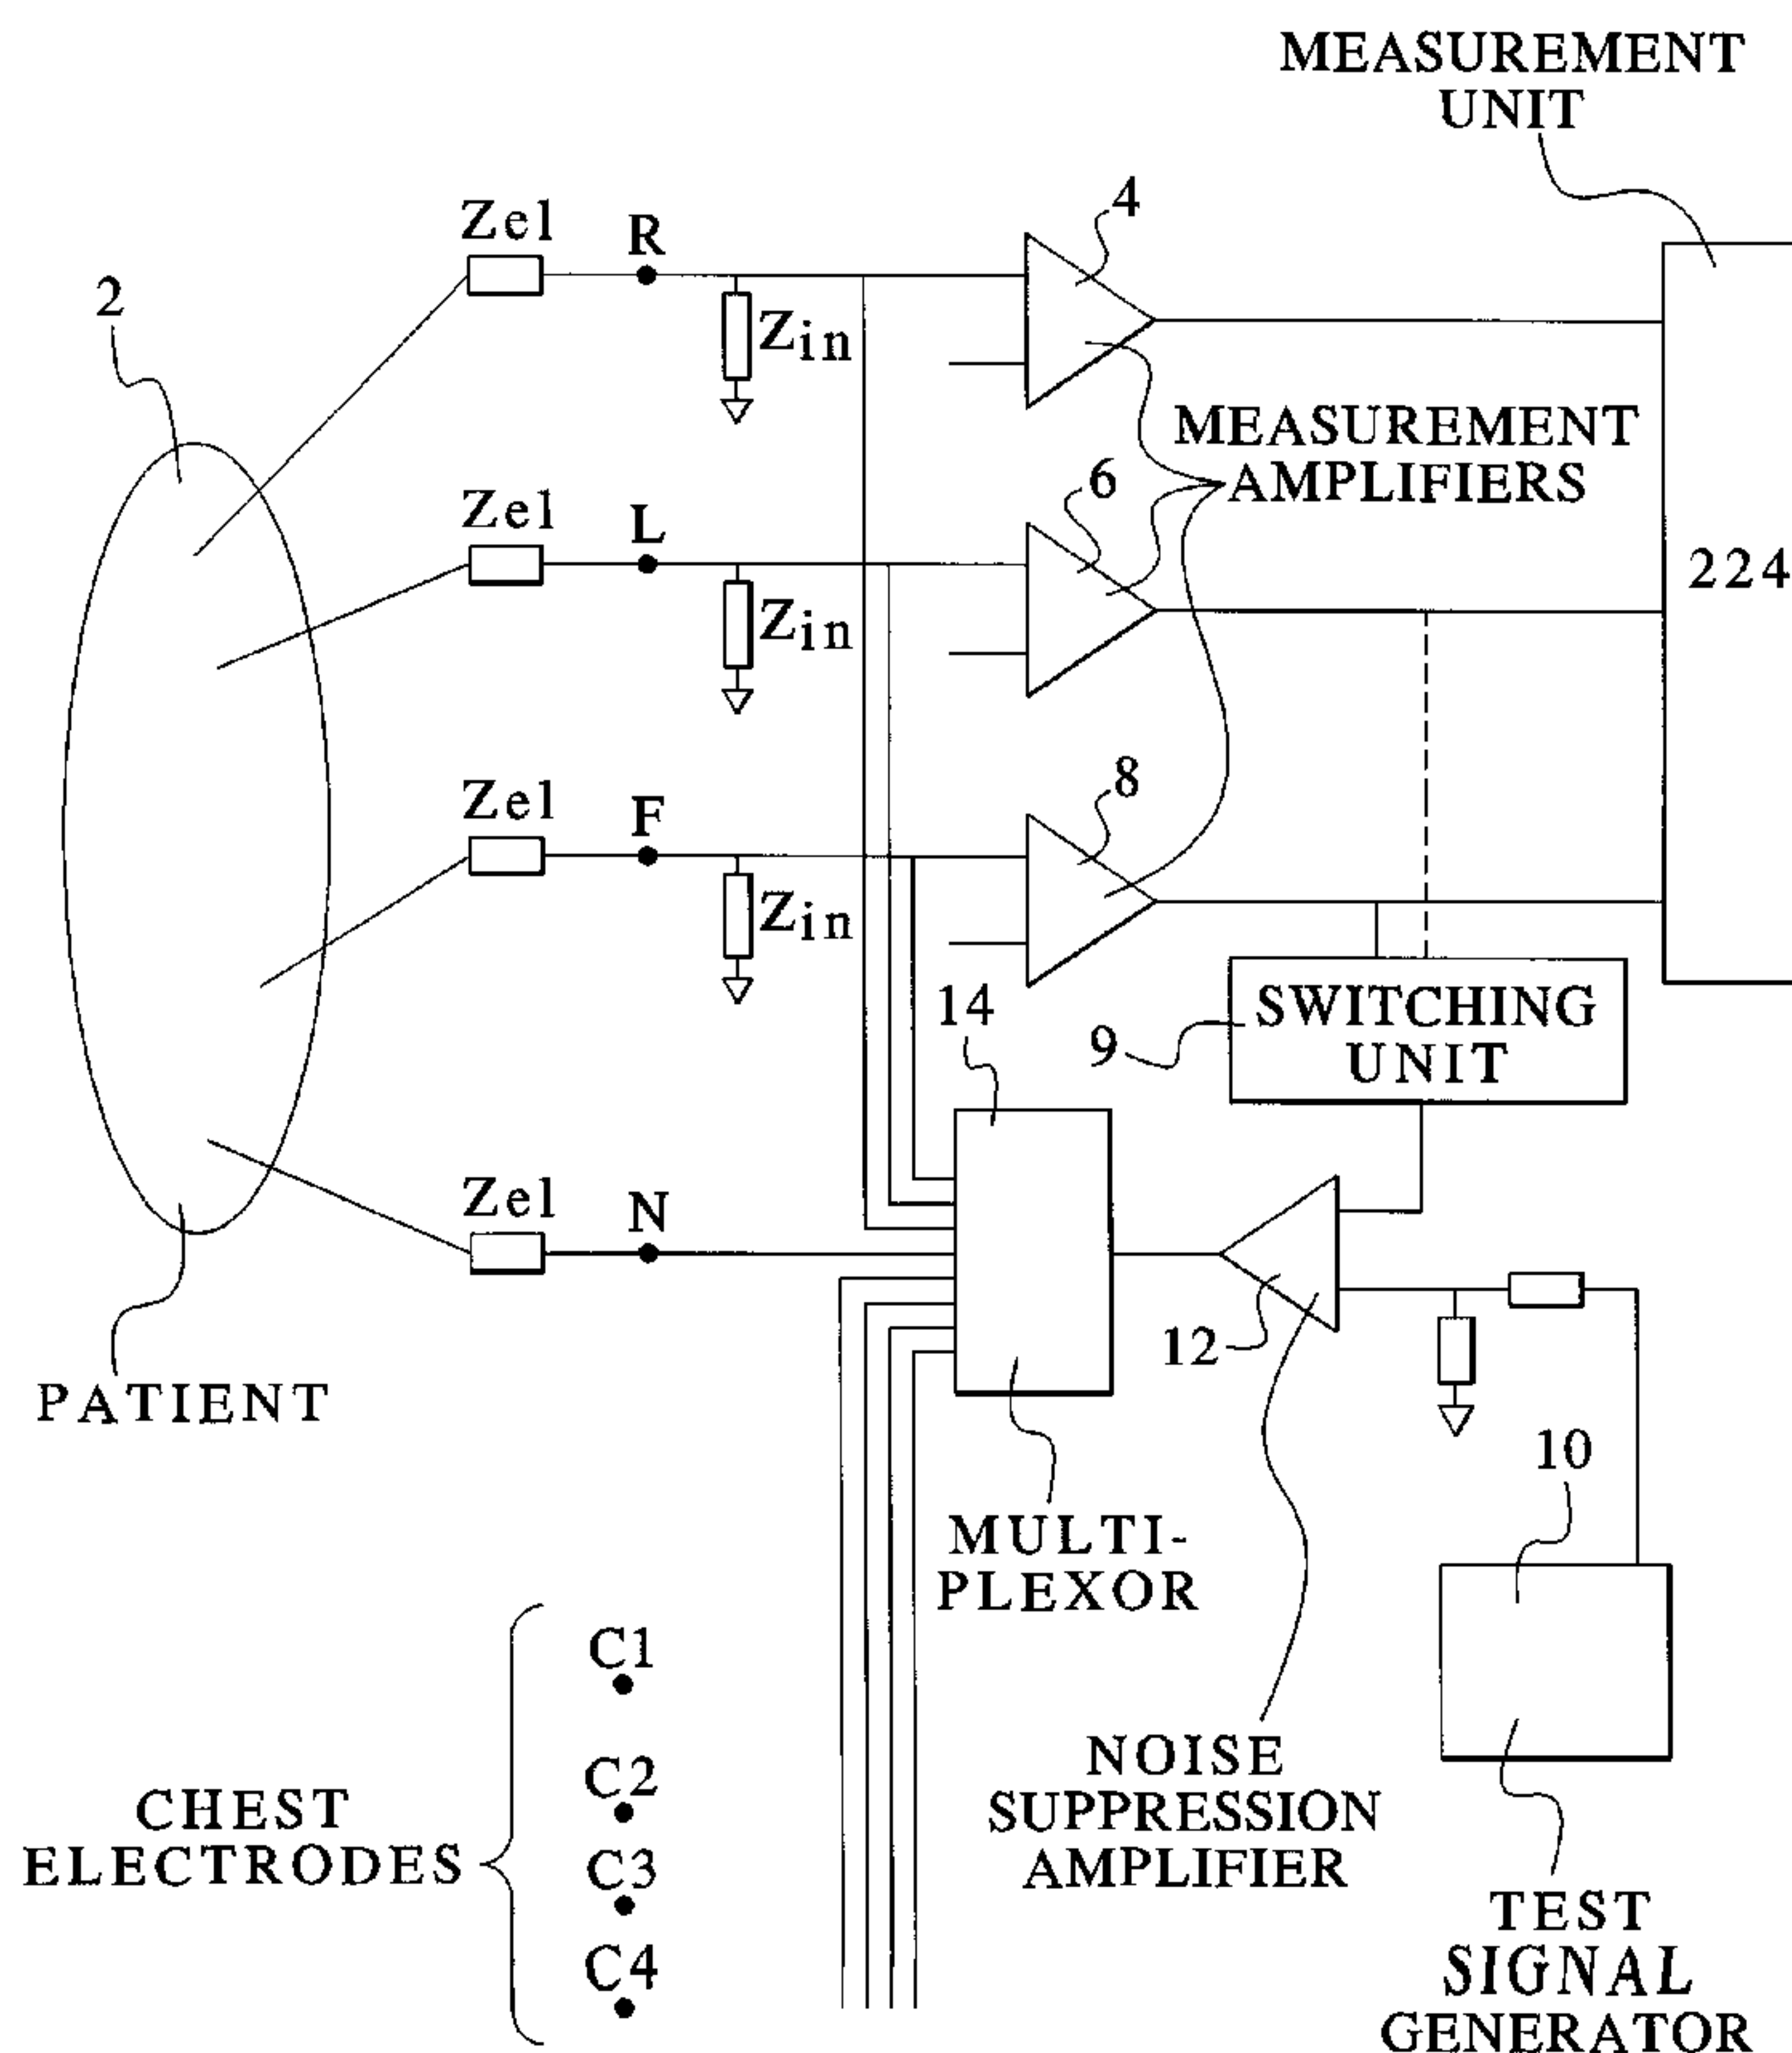 MEASUREMENT
UNIT
4
Zel
R
2
Zin
MEASUREMENT
AMPLIFIERS
6
Zel
L
224
Zin
8
Zel
F
Zin
14
SWITCHING
UNIT
9
Zel
N
12
PATIENT
10
MULTI-
PLEXOR
C1
NOISE
SUPPRESSION
AMPLIFIER
C2
CHEST
ELECTRODES
C3
C4
TEST
SIGNAL
GENERATOR